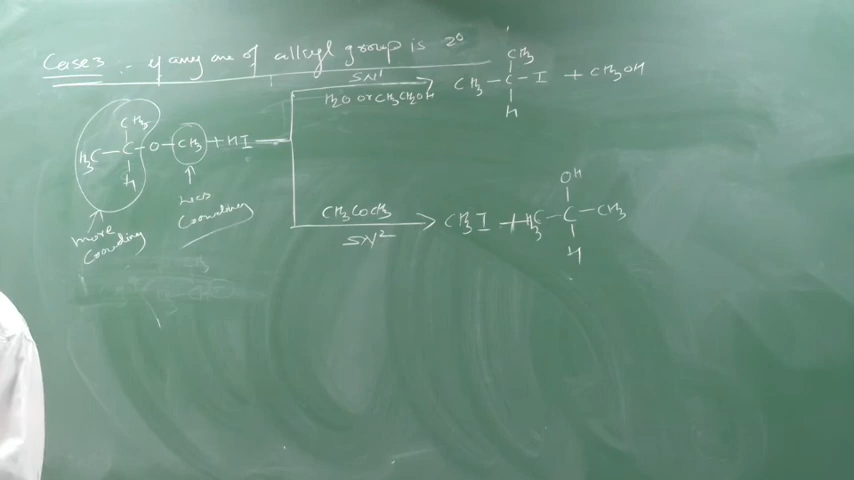 Case 3 :- if any one of alkyl group is 2°
CH₃
SN¹
CH₃ – C – I + CH₃OH
H₂O or CH₃CH₂OH
H
CH₃
H₃C – C – O – CH₃ + HI
H
Less
Crowding
More
Crowding
OH
CH₃COCH₃
CH₃I + H₃C – C – CH₃
SN²
H